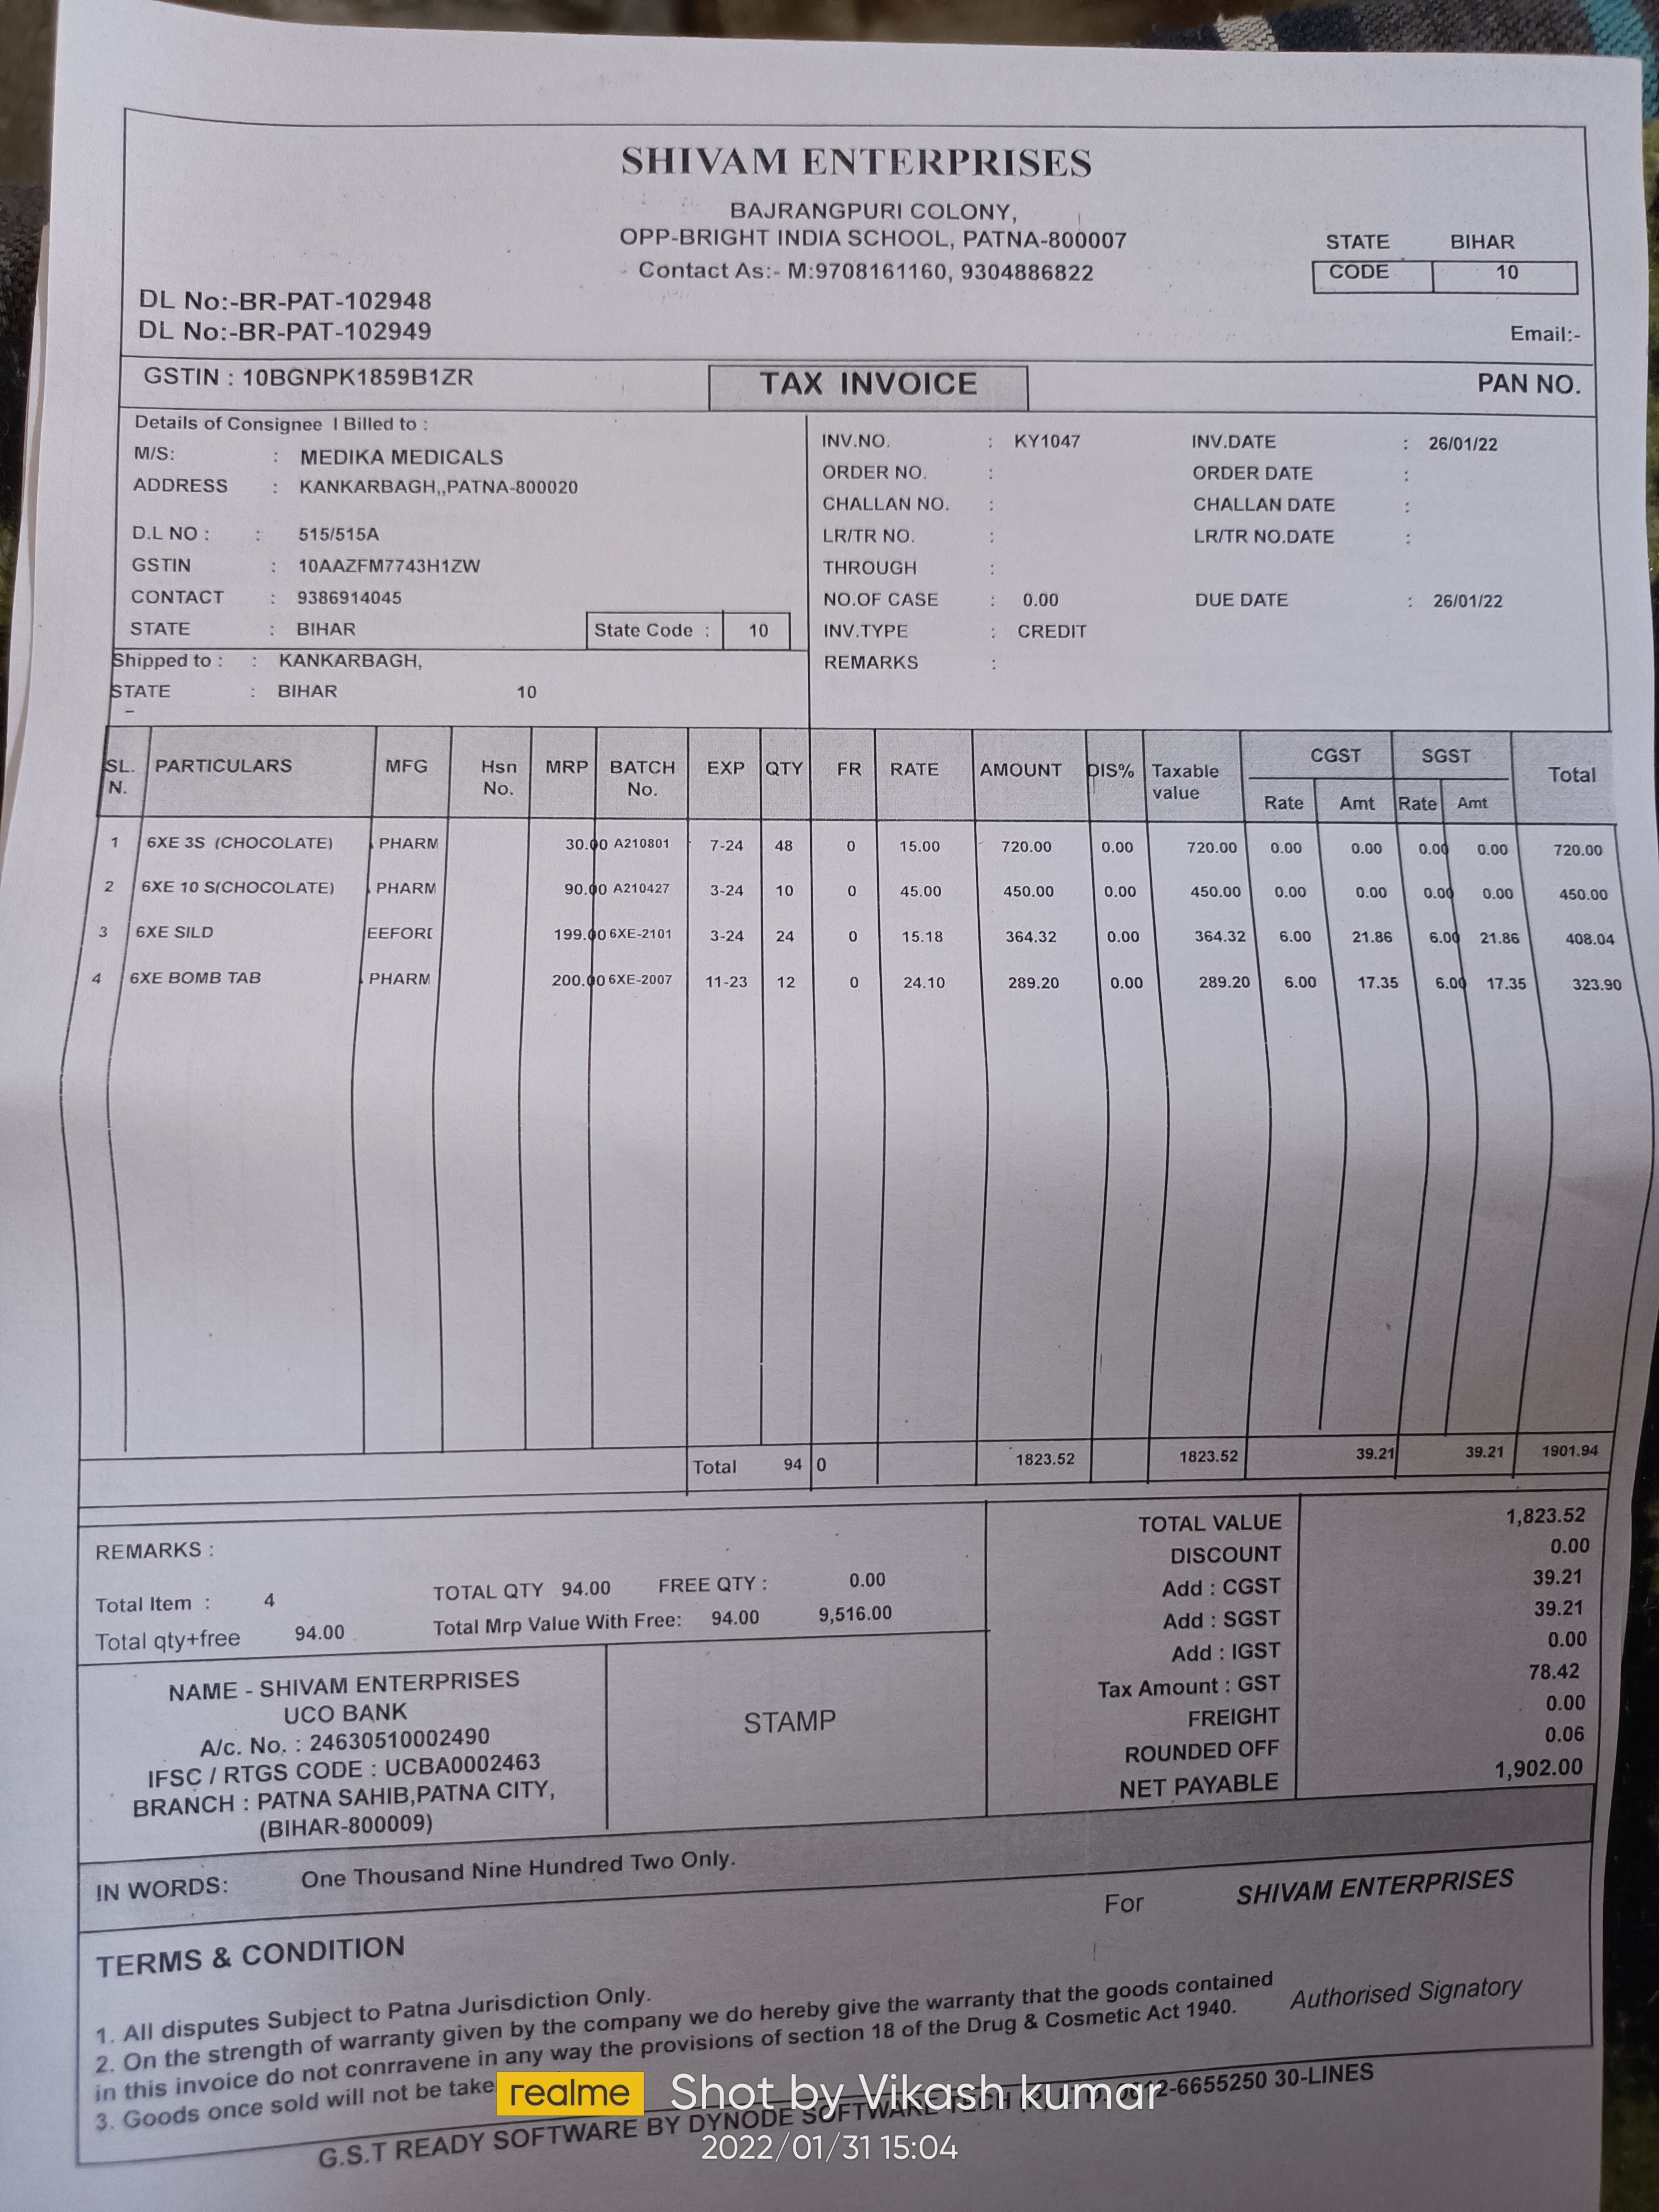 SHIVAM ENTERPRISES
BAJRANGPURI COLONY,
OPP-BRIGHT INDIA SCHOOL, PATNA-800007
Contact As:- M:9708161160, 9304886822
STATE BIHAR
CODE 10
DL No:-BR-PAT-102948
DL No:-BR-PAT-102949
Email:-
GSTIN : 10BGNPK1859B1ZR TAX INVOICE PAN NO.
Details of Consignee I Billed to :
M/S: : MEDIKA MEDICALS
ADDRESS : KANKARBAGH,,PATNA-800020
D.L NO : : 515/515A
GSTIN : 10AAZFM7743H1ZW
CONTACT : 9386914045
STATE : BIHAR State Code : 10
Shipped to : : KANKARBAGH,
STATE : BIHAR 10
INV.NO. : KY1047 INV.DATE : 26/01/22
ORDER NO. : ORDER DATE :
CHALLAN NO. : CHALLAN DATE :
LR/TR NO. : LR/TR NO.DATE :
THROUGH :
NO.OF CASE : 0.00 DUE DATE : 26/01/22
INV.TYPE : CREDIT
REMARKS :
SL. N. PARTICULARS MFG Hsn No. MRP BATCH No. EXP QTY FR RATE AMOUNT DIS% Taxable value CGST Rate Amt SGST Rate Amt Total
1 6XE 3S (CHOCOLATE) PHARM 30.00 A210801 7-24 48 0 15.00 720.00 0.00 720.00 0.00 0.00 0.00 0.00 720.00
2 6XE 10 S(CHOCOLATE) PHARM 90.00 A210427 3-24 10 0 45.00 450.00 0.00 450.00 0.00 0.00 0.00 0.00 450.00
3 6XE SILD EEFORD 199.00 6XE-2101 3-24 24 0 15.18 364.32 0.00 364.32 6.00 21.86 6.00 21.86 408.04
4 6XE BOMB TAB PHARM 200.00 6XE-2007 11-23 12 0 24.10 289.20 0.00 289.20 6.00 17.35 6.00 17.35 323.90
Total 94 0 1823.52 1823.52 39.21 39.21 1901.94
REMARKS :
Total Item : 4 TOTAL QTY 94.00 FREE QTY : 0.00
Total qty+free 94.00 Total Mrp Value With Free: 94.00 9,516.00
TOTAL VALUE 1,823.52
DISCOUNT 0.00
Add : CGST 39.21
Add : SGST 39.21
Add : IGST 0.00
Tax Amount : GST 78.42
FREIGHT 0.00
ROUNDED OFF 0.06
NET PAYABLE 1,902.00
NAME - SHIVAM ENTERPRISES
UCO BANK
A/c. No. : 24630510002490
IFSC / RTGS CODE : UCBA0002463
BRANCH : PATNA SAHIB,PATNA CITY,
(BIHAR-800009)
STAMP
IN WORDS: One Thousand Nine Hundred Two Only.
For SHIVAM ENTERPRISES
TERMS & CONDITION
1. All disputes Subject to Patna Jurisdiction Only.
2. On the strength of warranty given by the company we do hereby give the warranty that the goods contained
in this invoice do not conrravene in any way the provisions of section 18 of the Drug & Cosmetic Act 1940.
3. Goods once sold will not be take
Authorised Signatory
G.S.T READY SOFTWARE BY DYNODE SOFTWARE TECH 2-6655250 30-LINES
realme Shot by Vikash kumar
2022/01/31 15:04